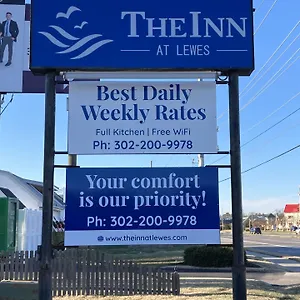 THE INN
AT LEWES
Best Daily
Weekly Rates
Full Kitchen | Free WiFi
Ph: 302-200-9978
Your comfort
is our priority!
Ph: 302-200-9978
www.theinnatlewes.com